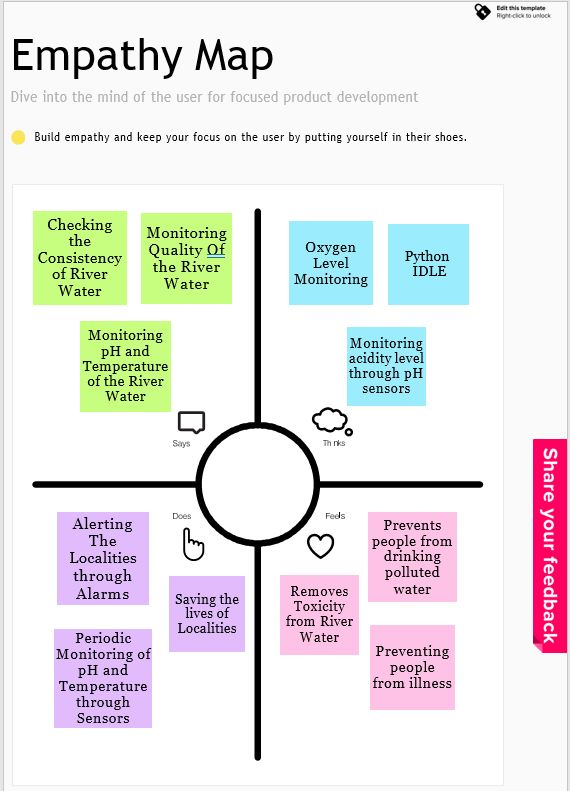 Edit this template
Right-click to unlock
Empathy Map
Dive into the mind of the user for focused product development
Build empathy and keep your focus on the user by putting yourself in their shoes.
Checking
the
Consistency
of River
Water
Monitoring
Quality Of
the River
Water
Monitoring
pH and
Temperature
of the River
Water
Says
Oxygen
Level
Monitoring
Python
IDLE
Monitoring
acidity level
through pH
sensors
Thinks
Does
Alerting
The
Localities
through
Alarms
Saving the
lives of
Localities
Periodic
Monitoring of
pH and
Temperature
through
Sensors
Feels
Prevents
people from
drinking
polluted
water
Removes
Toxicity
from River
Water
Preventing
people
from illness
Share your feedback